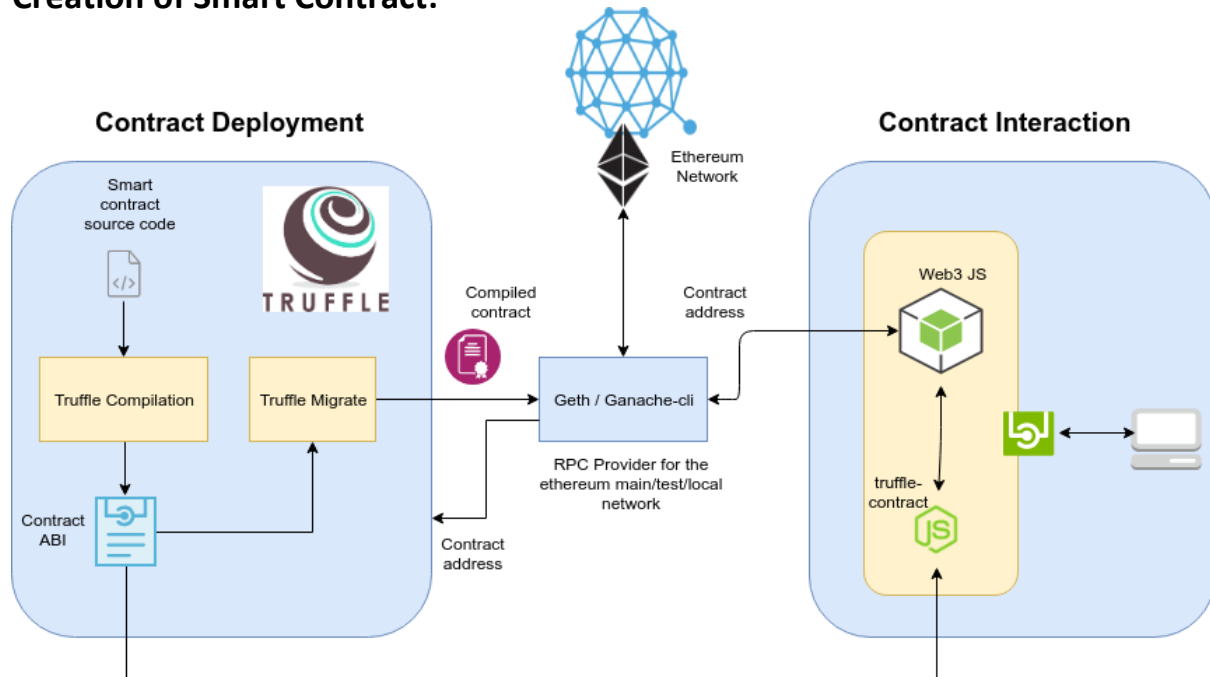 Creation of Smart Contract:
Contract Deployment
Contract Interaction
Ethereum
Network
Smart
contract
source code
</>
TRUFFLE
Compiled
contract
Contract
address
Web3 JS
Truffle Compilation
Truffle Migrate
Geth / Ganache-cli
RPC Provider for the
ethereum main/test/local
network
truffle-
contract
JS
Contract
ABI
Contract
address